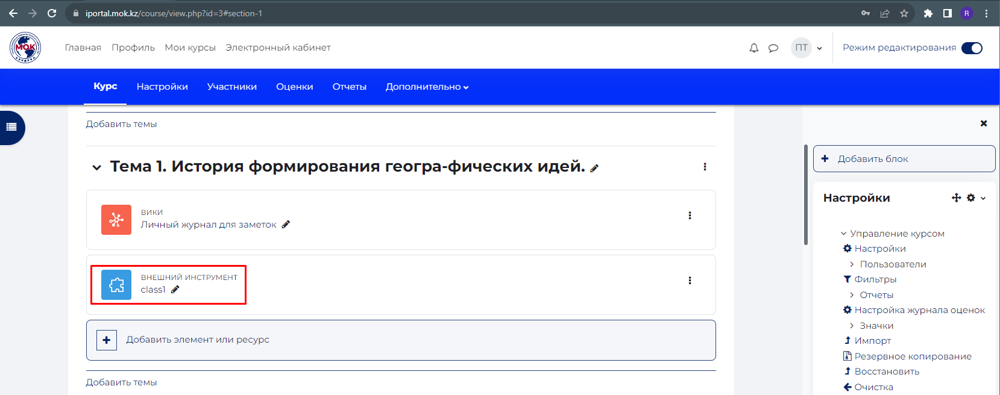 iportal.mok.kz/course/view.php?id=3#section-1
R
МОК
Главная Профиль Мои курсы Электронный кабинет
ПТ
Режим редактирования
Курс Настройки Участники Оценки Отчеты Дополнительно
Добавить темы
Тема 1. История формирования геогра-фических идей.
ВИКИ
Личный журнал для заметок
ВНЕШНИЙ ИНСТРУМЕНТ
class1
Добавить элемент или ресурс
Добавить темы
Добавить блок
Настройки
Управление курсом
Настройки
Пользователи
Фильтры
Отчеты
Настройка журнала оценок
Значки
Импорт
Резервное копирование
Восстановить
Очистка